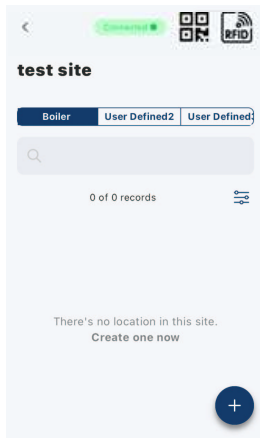 Connected
RFID
test site
Boiler
User Defined2
User Defined3
0 of 0 records
There's no location in this site.
Create one now